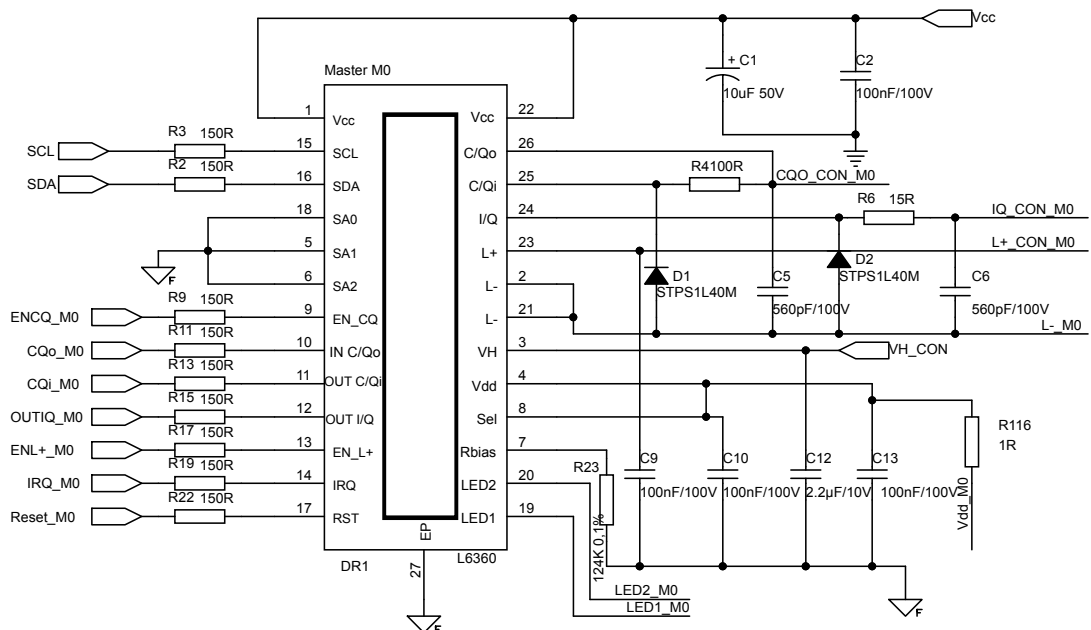 Vcc
Master M0
+ C1
10uF 50V
C2
100nF/100V
1
Vcc
Vcc
22
SCL
R3
150R
15
SCL
C/Qo
26
SDA
R2
150R
16
SDA
C/Qi
25
R4100R
CQO_CON_M0
18
SA0
I/Q
24
R6
15R
IQ_CON_M0
5
SA1
L+
23
L+_CON_M0
6
SA2
L-
2
D1
STPS1L40M
D2
STPS1L40M
C5
560pF/100V
C6
560pF/100V
F
ENCQ_M0
R9
150R
9
EN_CQ
L-
21
L-_M0
CQo_M0
R11
150R
10
IN C/Qo
VH
3
VH_CON
CQi_M0
R13
150R
11
OUT C/Qi
Vdd
4
OUTIQ_M0
R15
150R
12
OUT I/Q
Sel
8
ENL+_M0
R17
150R
13
EN_L+
Rbias
7
R116
1R
IRQ_M0
R19
150R
14
IRQ
LED2
20
R23
124K 0,1%
C9
100nF/100V
C10
100nF/100V
C12
2.2µF/10V
C13
100nF/100V
Vdd_M0
Reset_M0
R22
150R
17
RST
LED1
19
EP
27
DR1
L6360
LED2_M0
LED1_M0
F
F